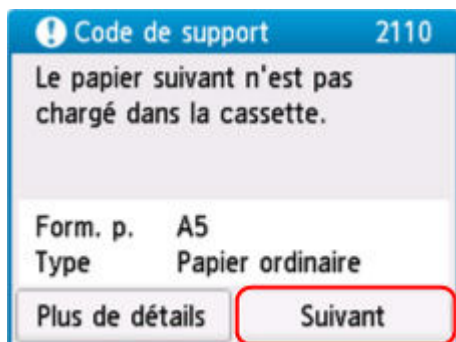 Code de support 2110
Le papier suivant n'est pas
chargé dans la cassette.
Form. p. A5
Type Papier ordinaire
Plus de détails Suivant